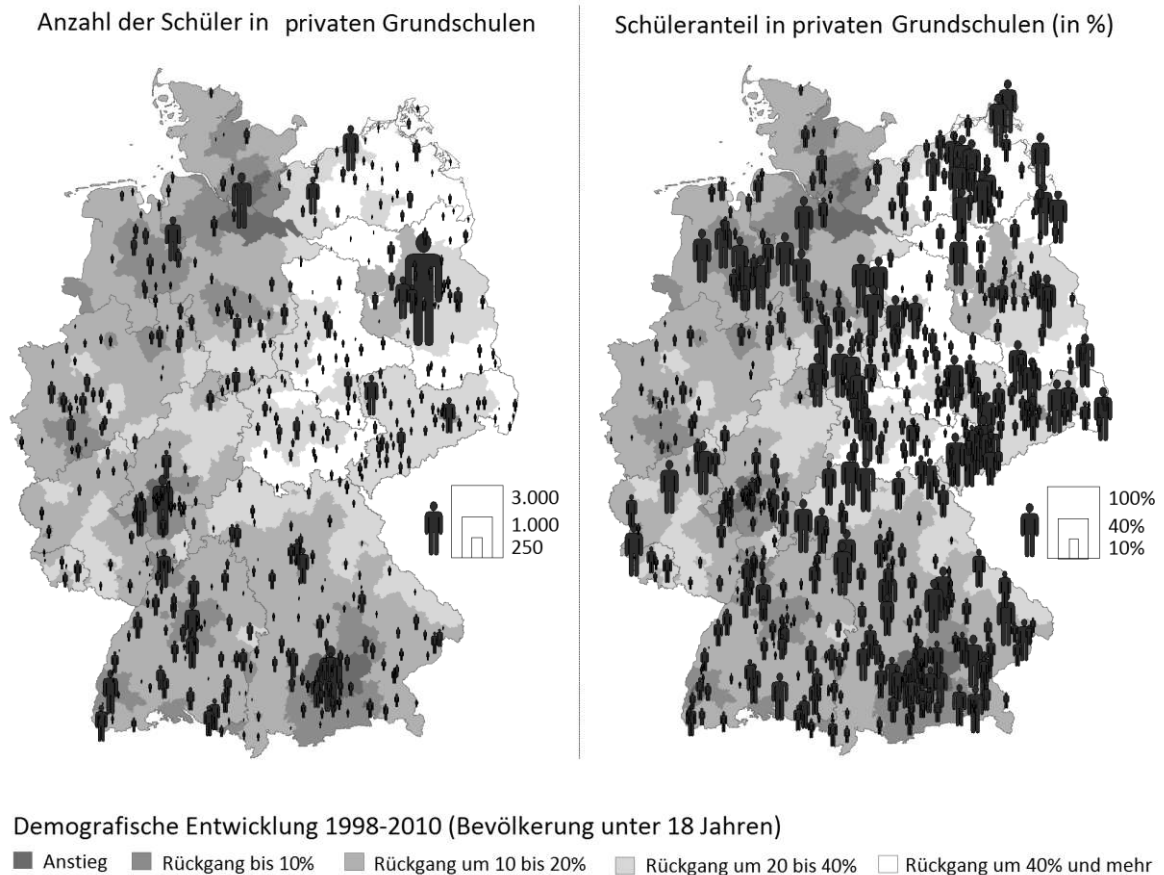 Anzahl der Schüler in privaten Grundschulen
Schüleranteil in privaten Grundschulen (in %)
3.000
1.000
250
100%
40%
10%
Demografische Entwicklung 1998-2010 (Bevölkerung unter 18 Jahren)
Anstieg Rückgang bis 10% Rückgang um 10 bis 20% Rückgang um 20 bis 40% Rückgang um 40% und mehr